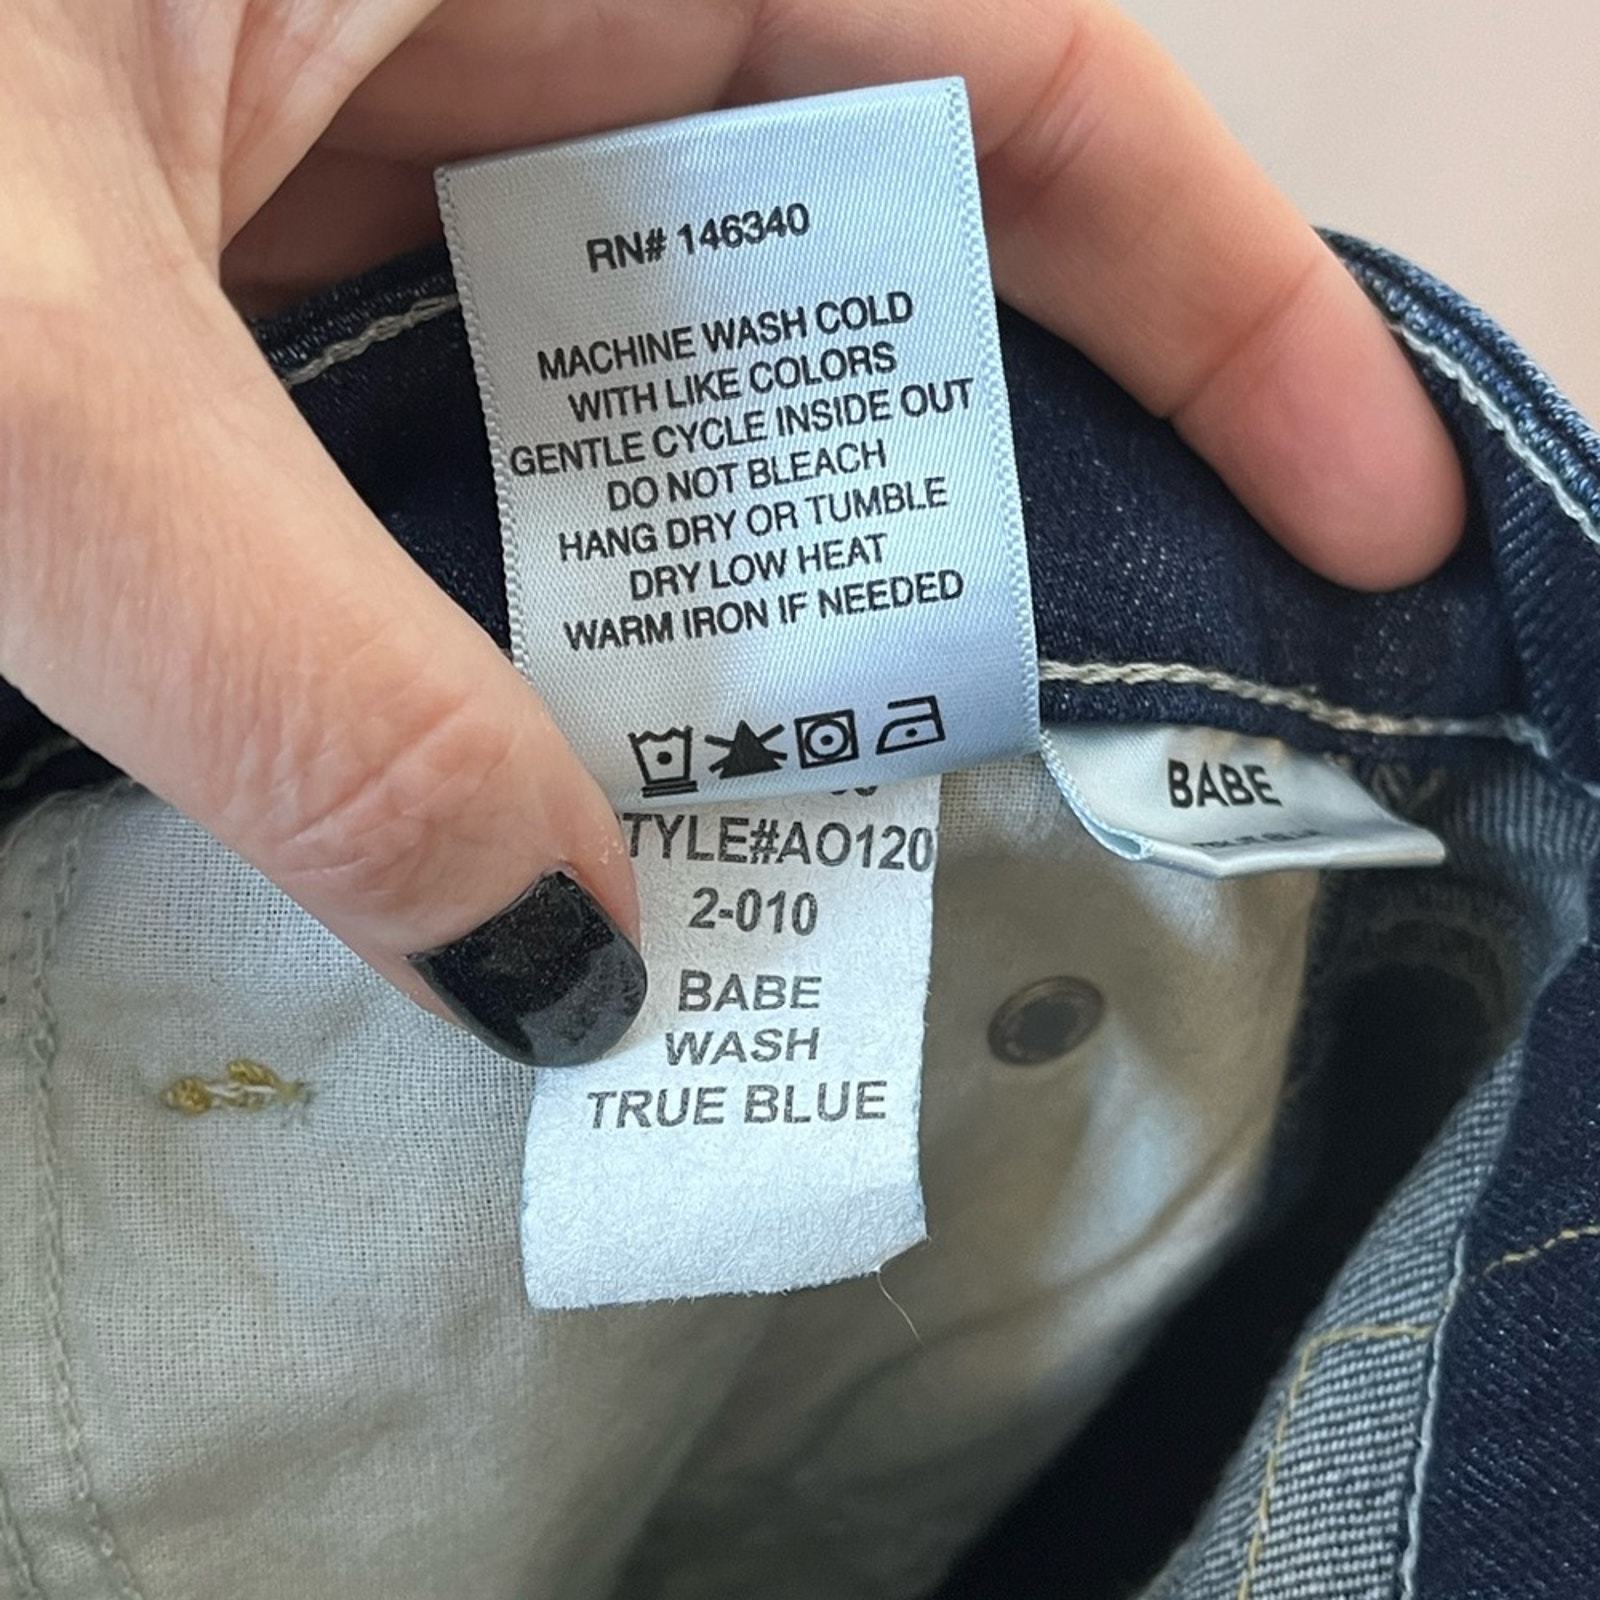 RN# 146340
MACHINE WASH COLD
WITH LIKE COLORS
GENTLE CYCLE INSIDE OUT
DO NOT BLEACH
HANG DRY OR TUMBLE
DRY LOW HEAT
WARM IRON IF NEEDED
TYLE#AO120
2-010
BABE
WASH
TRUE BLUE
BABE